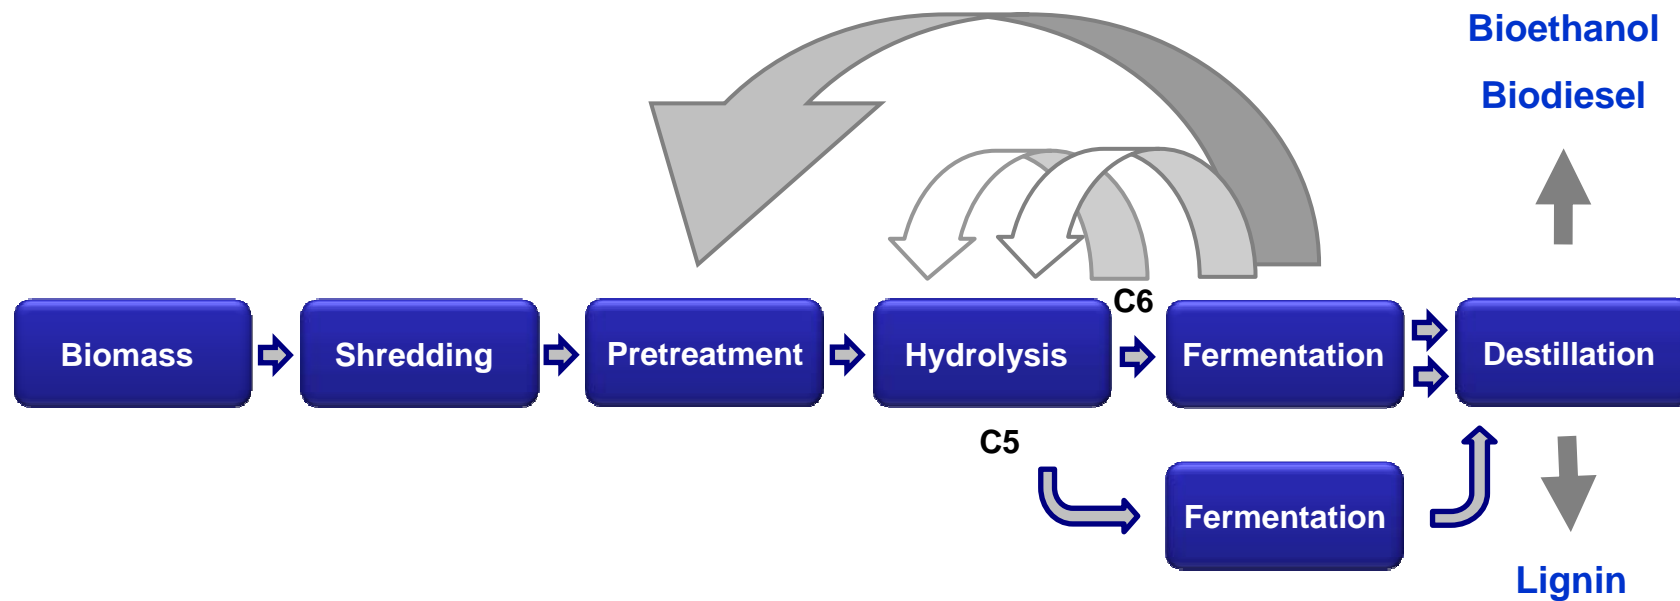 Bioethanol
Biodiesel
C6
Biomass
Shredding
Pretreatment
Hydrolysis
Fermentation
Destillation
C5
Fermentation
Lignin